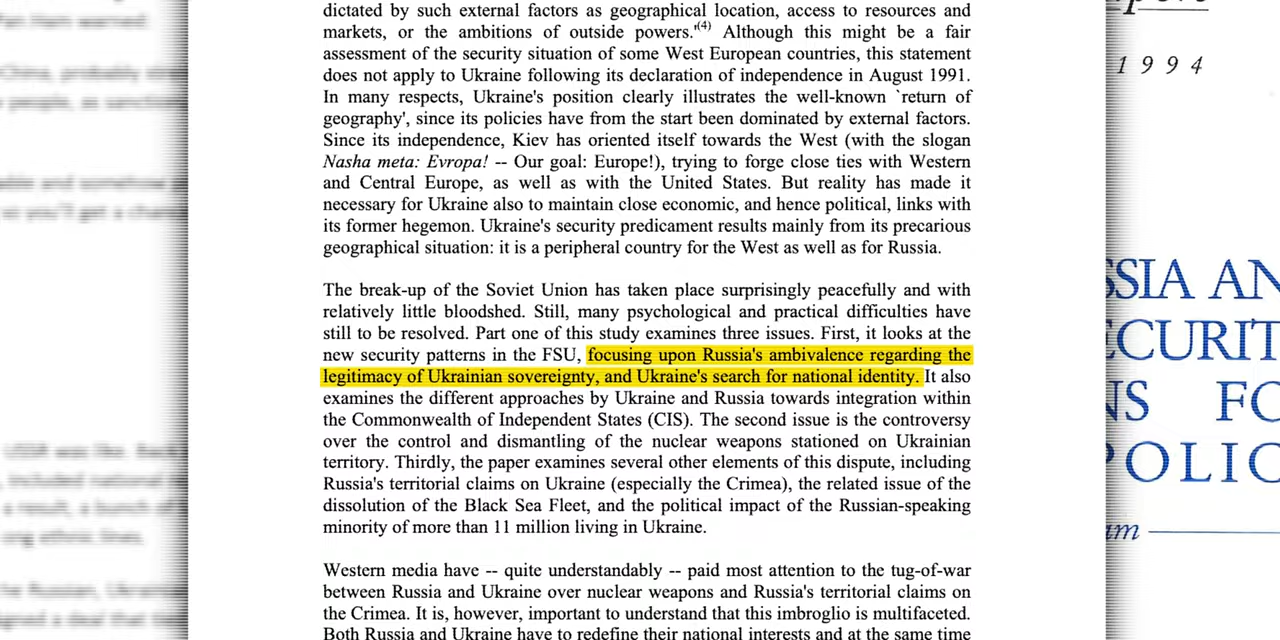 dictated by such external factors as geographical location, access to resources and
markets, or the ambitions of outside powers."(4) Although this might be a fair
assessment of the security situation of some West European countries, this statement
does not apply to Ukraine following its declaration of independence in August 1991.
In many respects, Ukraine's position clearly illustrates the well-known `return of
geography', since its policies have from the start been dominated by external factors.
Since its independence, Kiev has oriented itself towards the West (with the slogan
Nasha meta: Evropa! -- Our goal: Europe!), trying to forge close ties with Western
and Central Europe, as well as with the United States. But reality has made it
necessary for Ukraine also to maintain close economic, and hence political, links with
its former hegemon. Ukraine's security predicament results mainly from its precarious
geographical situation: it is a peripheral country for the West as well as for Russia.
The break-up of the Soviet Union has taken place surprisingly peacefully and with
relatively little bloodshed. Still, many psychological and practical difficulties have
still to be resolved. Part one of this study examines three issues. First, it looks at the
new security patterns in the FSU, focusing upon Russia's ambivalence regarding the
legitimacy of Ukrainian sovereignty, and Ukraine's search for national identity. It also
examines the different approaches by Ukraine and Russia towards integration within
the Commonwealth of Independent States (CIS). The second issue is the controversy
over the control and dismantling of the nuclear weapons stationed on Ukrainian
territory. Thirdly, the paper examines several other elements of this dispute, including
Russia's territorial claims on Ukraine (especially the Crimea), the related issue of the
dissolution of the Black Sea Fleet, and the political impact of the Russian-speaking
minority of more than 11 million living in Ukraine.
Western media have -- quite understandably -- paid most attention to the tug-of-war
between Russia and Ukraine over nuclear weapons and Russia's territorial claims on
the Crimea. It is, however, important to understand that this imbroglio is multifaceted.
Both Russia and Ukraine have to define their national interests and at the same time
1994
SSIA AN
ECURIT
NS FO
POLIC